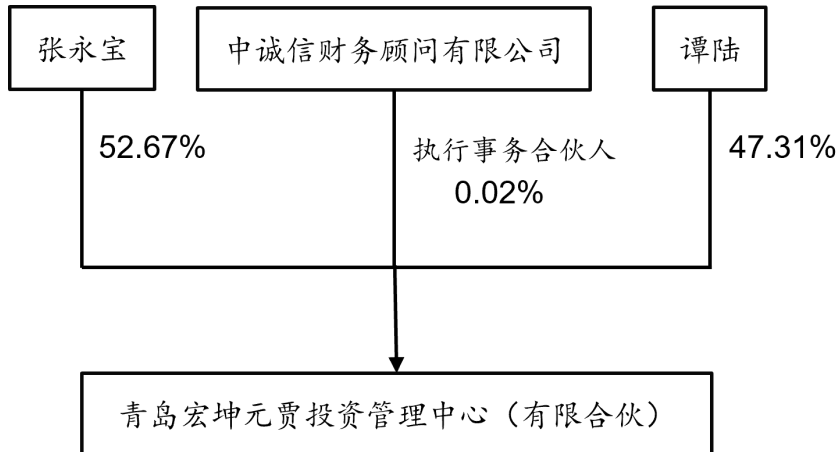 张永宝
中诚信财务顾问有限公司
谭陆
52.67%
执行事务合伙人
0.02%
47.31%
青岛宏坤元贾投资管理中心（有限合伙）